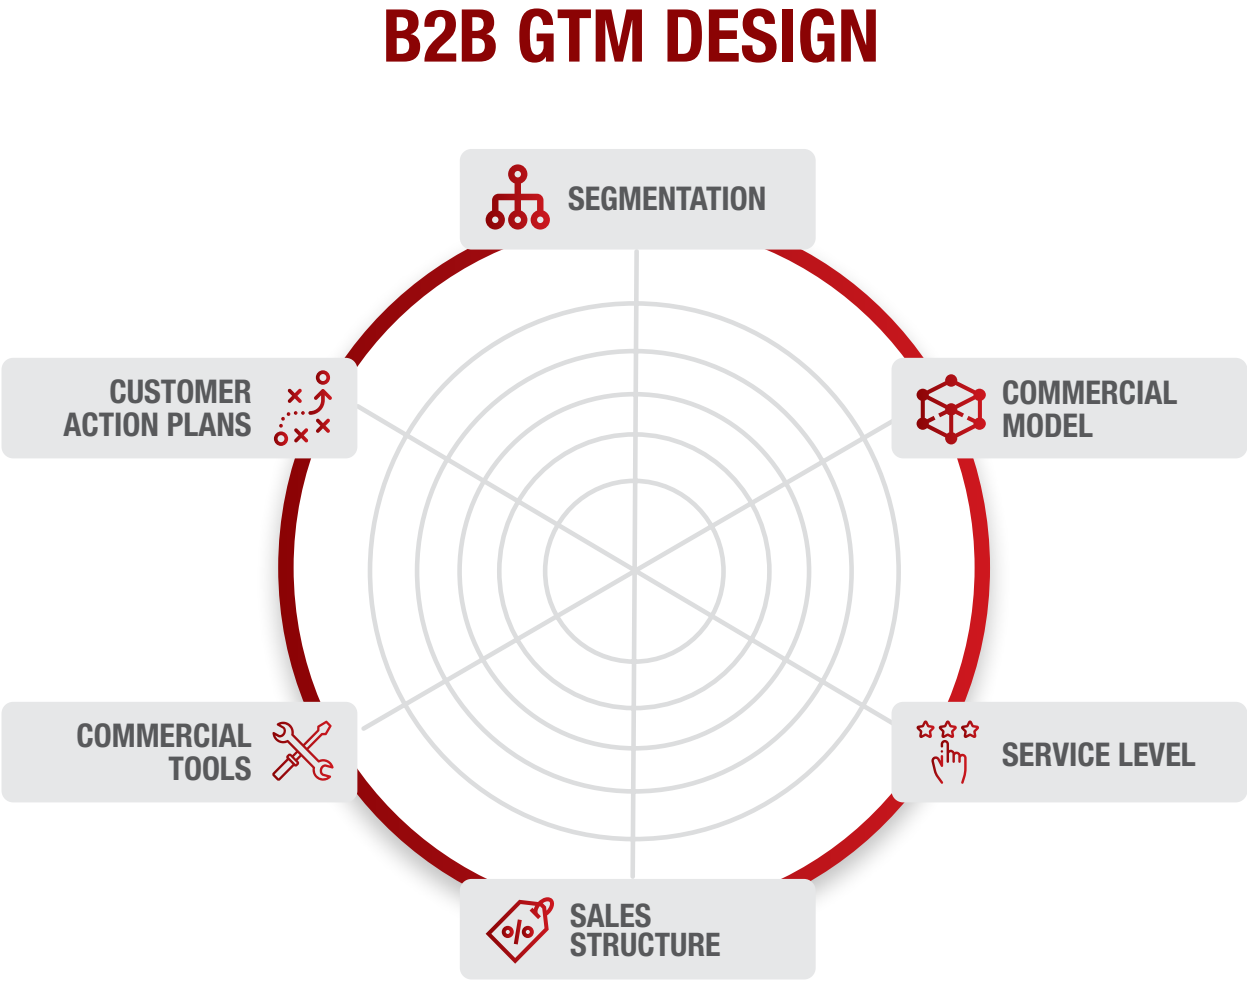 B2B GTM DESIGN
SEGMENTATION
CUSTOMER
ACTION PLANS
COMMERCIAL
MODEL
COMMERCIAL
TOOLS
SERVICE LEVEL
%
SALES
STRUCTURE